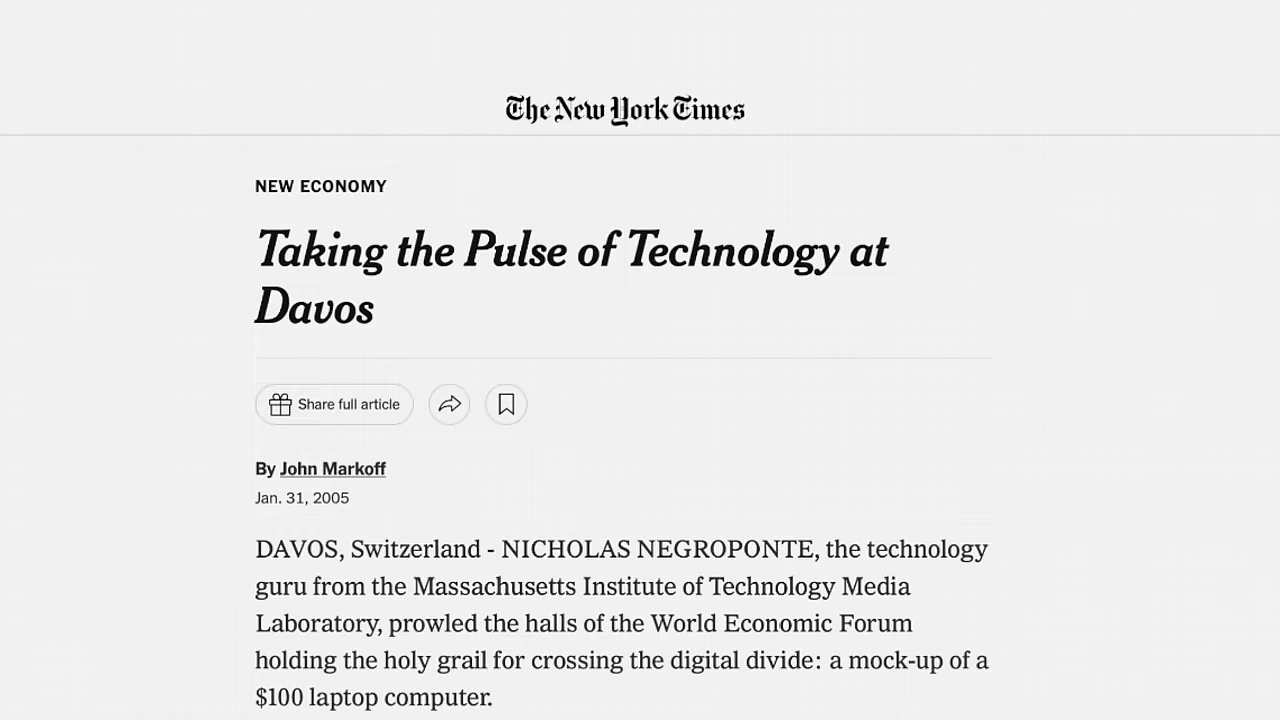 The New York Times
NEW ECONOMY
Taking the Pulse of Technology at
Davos
Share full article
By John Markoff
Jan. 31, 2005
DAVOS, Switzerland - NICHOLAS NEGROPONTE, the technology
guru from the Massachusetts Institute of Technology Media
Laboratory, prowled the halls of the World Economic Forum
holding the holy grail for crossing the digital divide: a mock-up of a
$100 laptop computer.